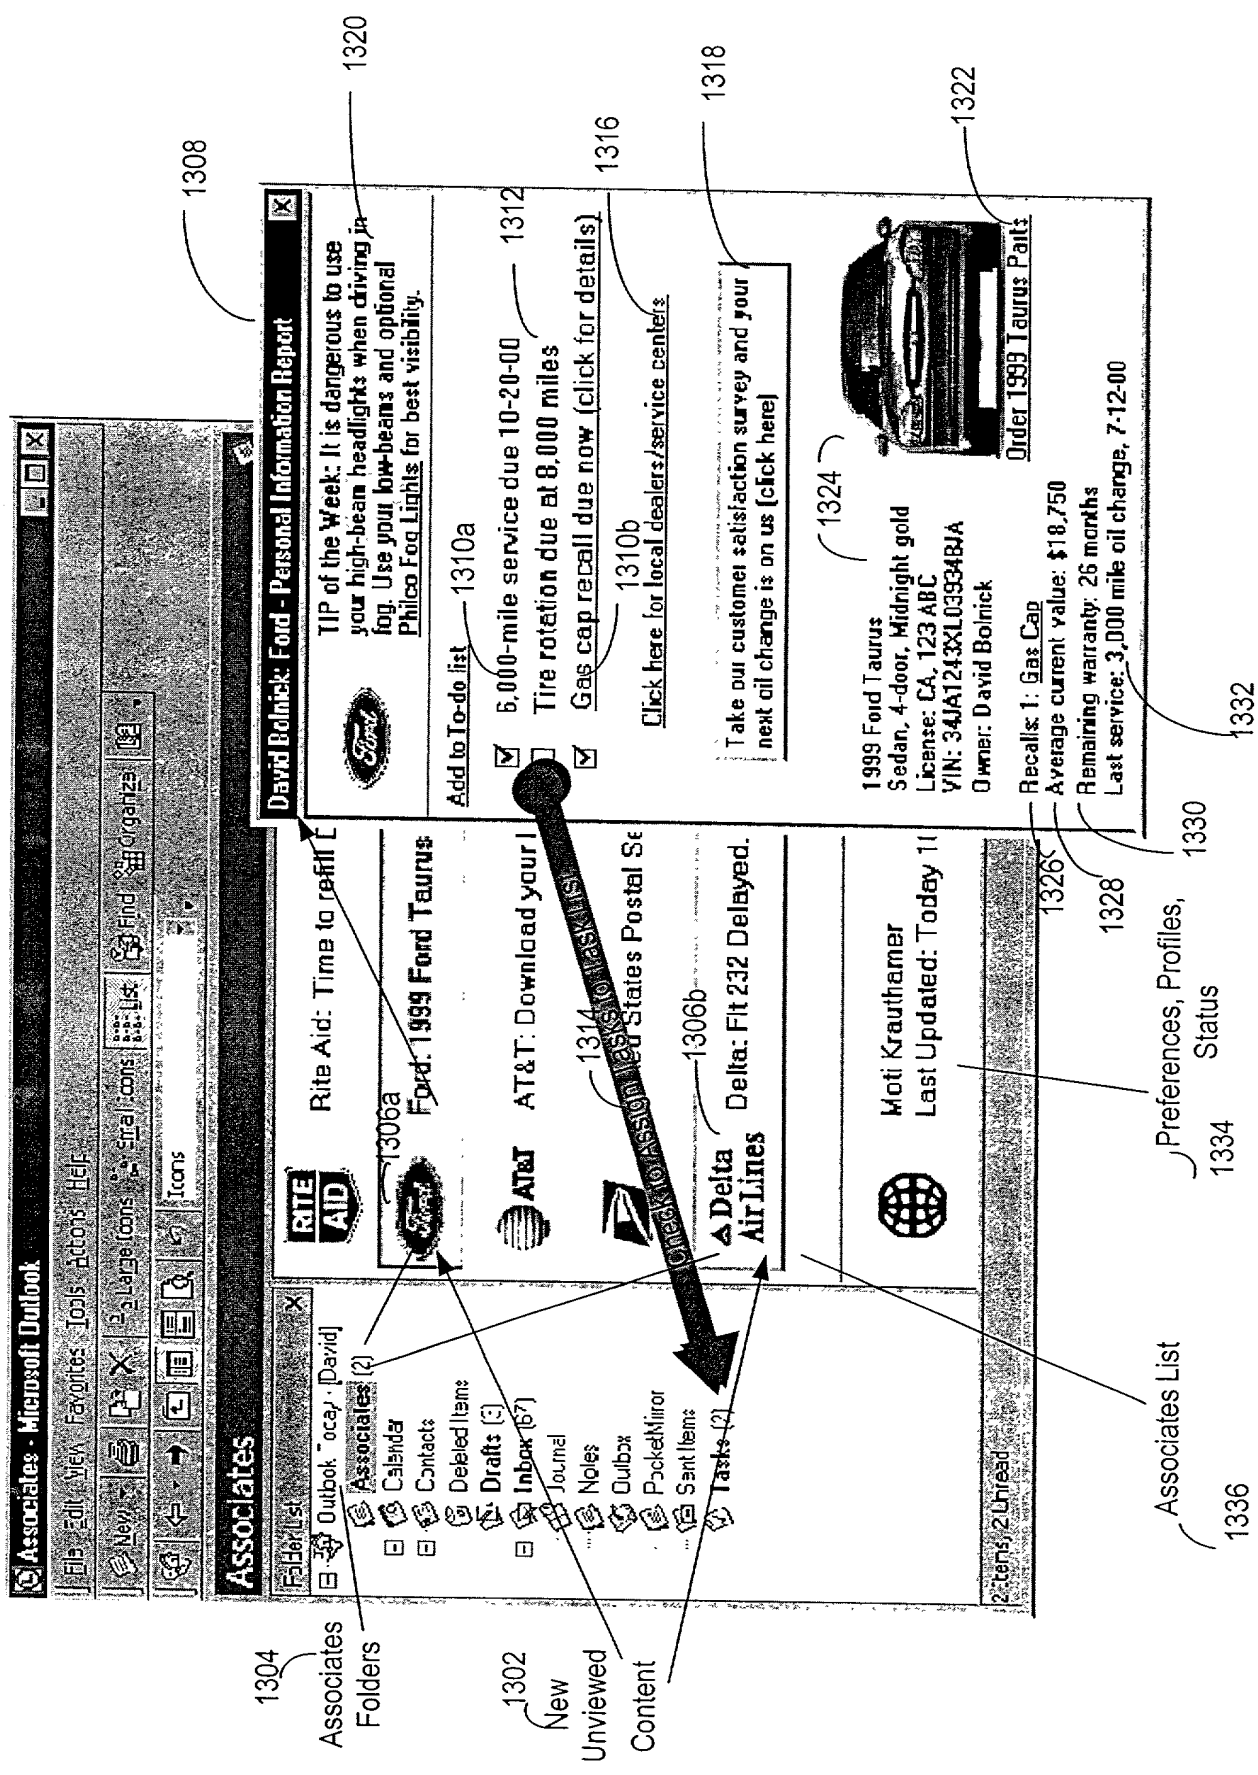 Associates - Microsoft Outlook
File Edit View Favorites Tools Actions Help
New Large Icons Small Icons List Find Organize
Icons
Associates
Folder List
Associates (2)
Calendar
Contacts
Deleted Items
Drafts (3)
Inbox (67)
Journal
Notes
Outbox
PocketMirror
Sent Items
Tasks (2)
RITE
AID
Rite Aid: Time to refill
Ford
Ford: 1999 Ford Taurus
AT&T
AT&T: Download your
States Postal Se
Delta
Air Lines
Delta: Flt 232 Delayed.
Moti Krauthamer
Last Updated: Today
Check to Assign Tasks to Task List
David Bolnick: Ford - Personal Information Report
Ford
TIP of the Week: It is dangerous to use
your high-beam headlights when driving in
fog. Use your low-beams and optional
Philco Fog Lights for best visibility.
Add to To-do list
6,000-mile service due 10-20-00
Tire rotation due at 8,000 miles
Gas cap recall due now (click for details)
Click here for local dealers/service centers
Take our customer satisfaction survey and your
next oil change is on us (click here)
1999 Ford Taurus
Sedan, 4-door, Midnight gold
License: CA, 123 ABC
VIN: 34JA1243XL03934BJA
Owner: David Bolnick
Order 1999 Taurus Parts
Recalls: 1: Gas Cap
Average current value: $18,750
Remaining warranty: 26 months
Last service: 3,000 mile oil change, 7-12-00
1304
Associates
Folders
1302
New
Unviewed
Content
1306a
1306b
1308
1310a
1310b
1312
1314
1316
1318
1320
1322
1324
1326
1328
1330
1332
Preferences, Profiles,
Status
1334
Associates List
1336